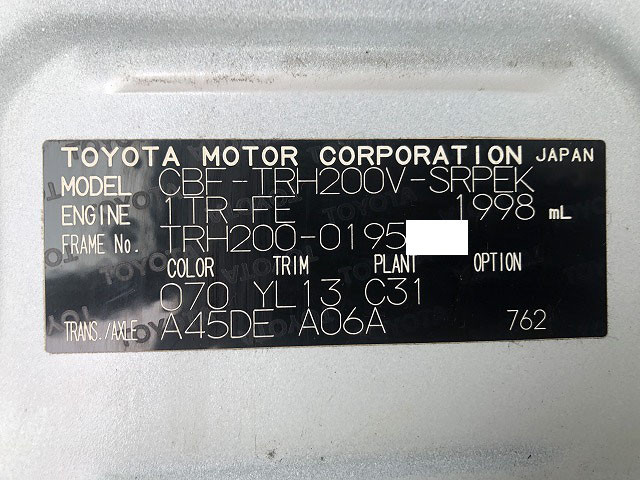 TOYOTA MOTOR CORPORATION JAPAN
MODEL CBF-TRH200V-SRPEK
ENGINE 1TR-FE 1998 mL
FRAME No. TRH200-0195
COLOR TRIM PLANT OPTION
070 YL13 C31
TRANS./AXLE A45DE A06A 762